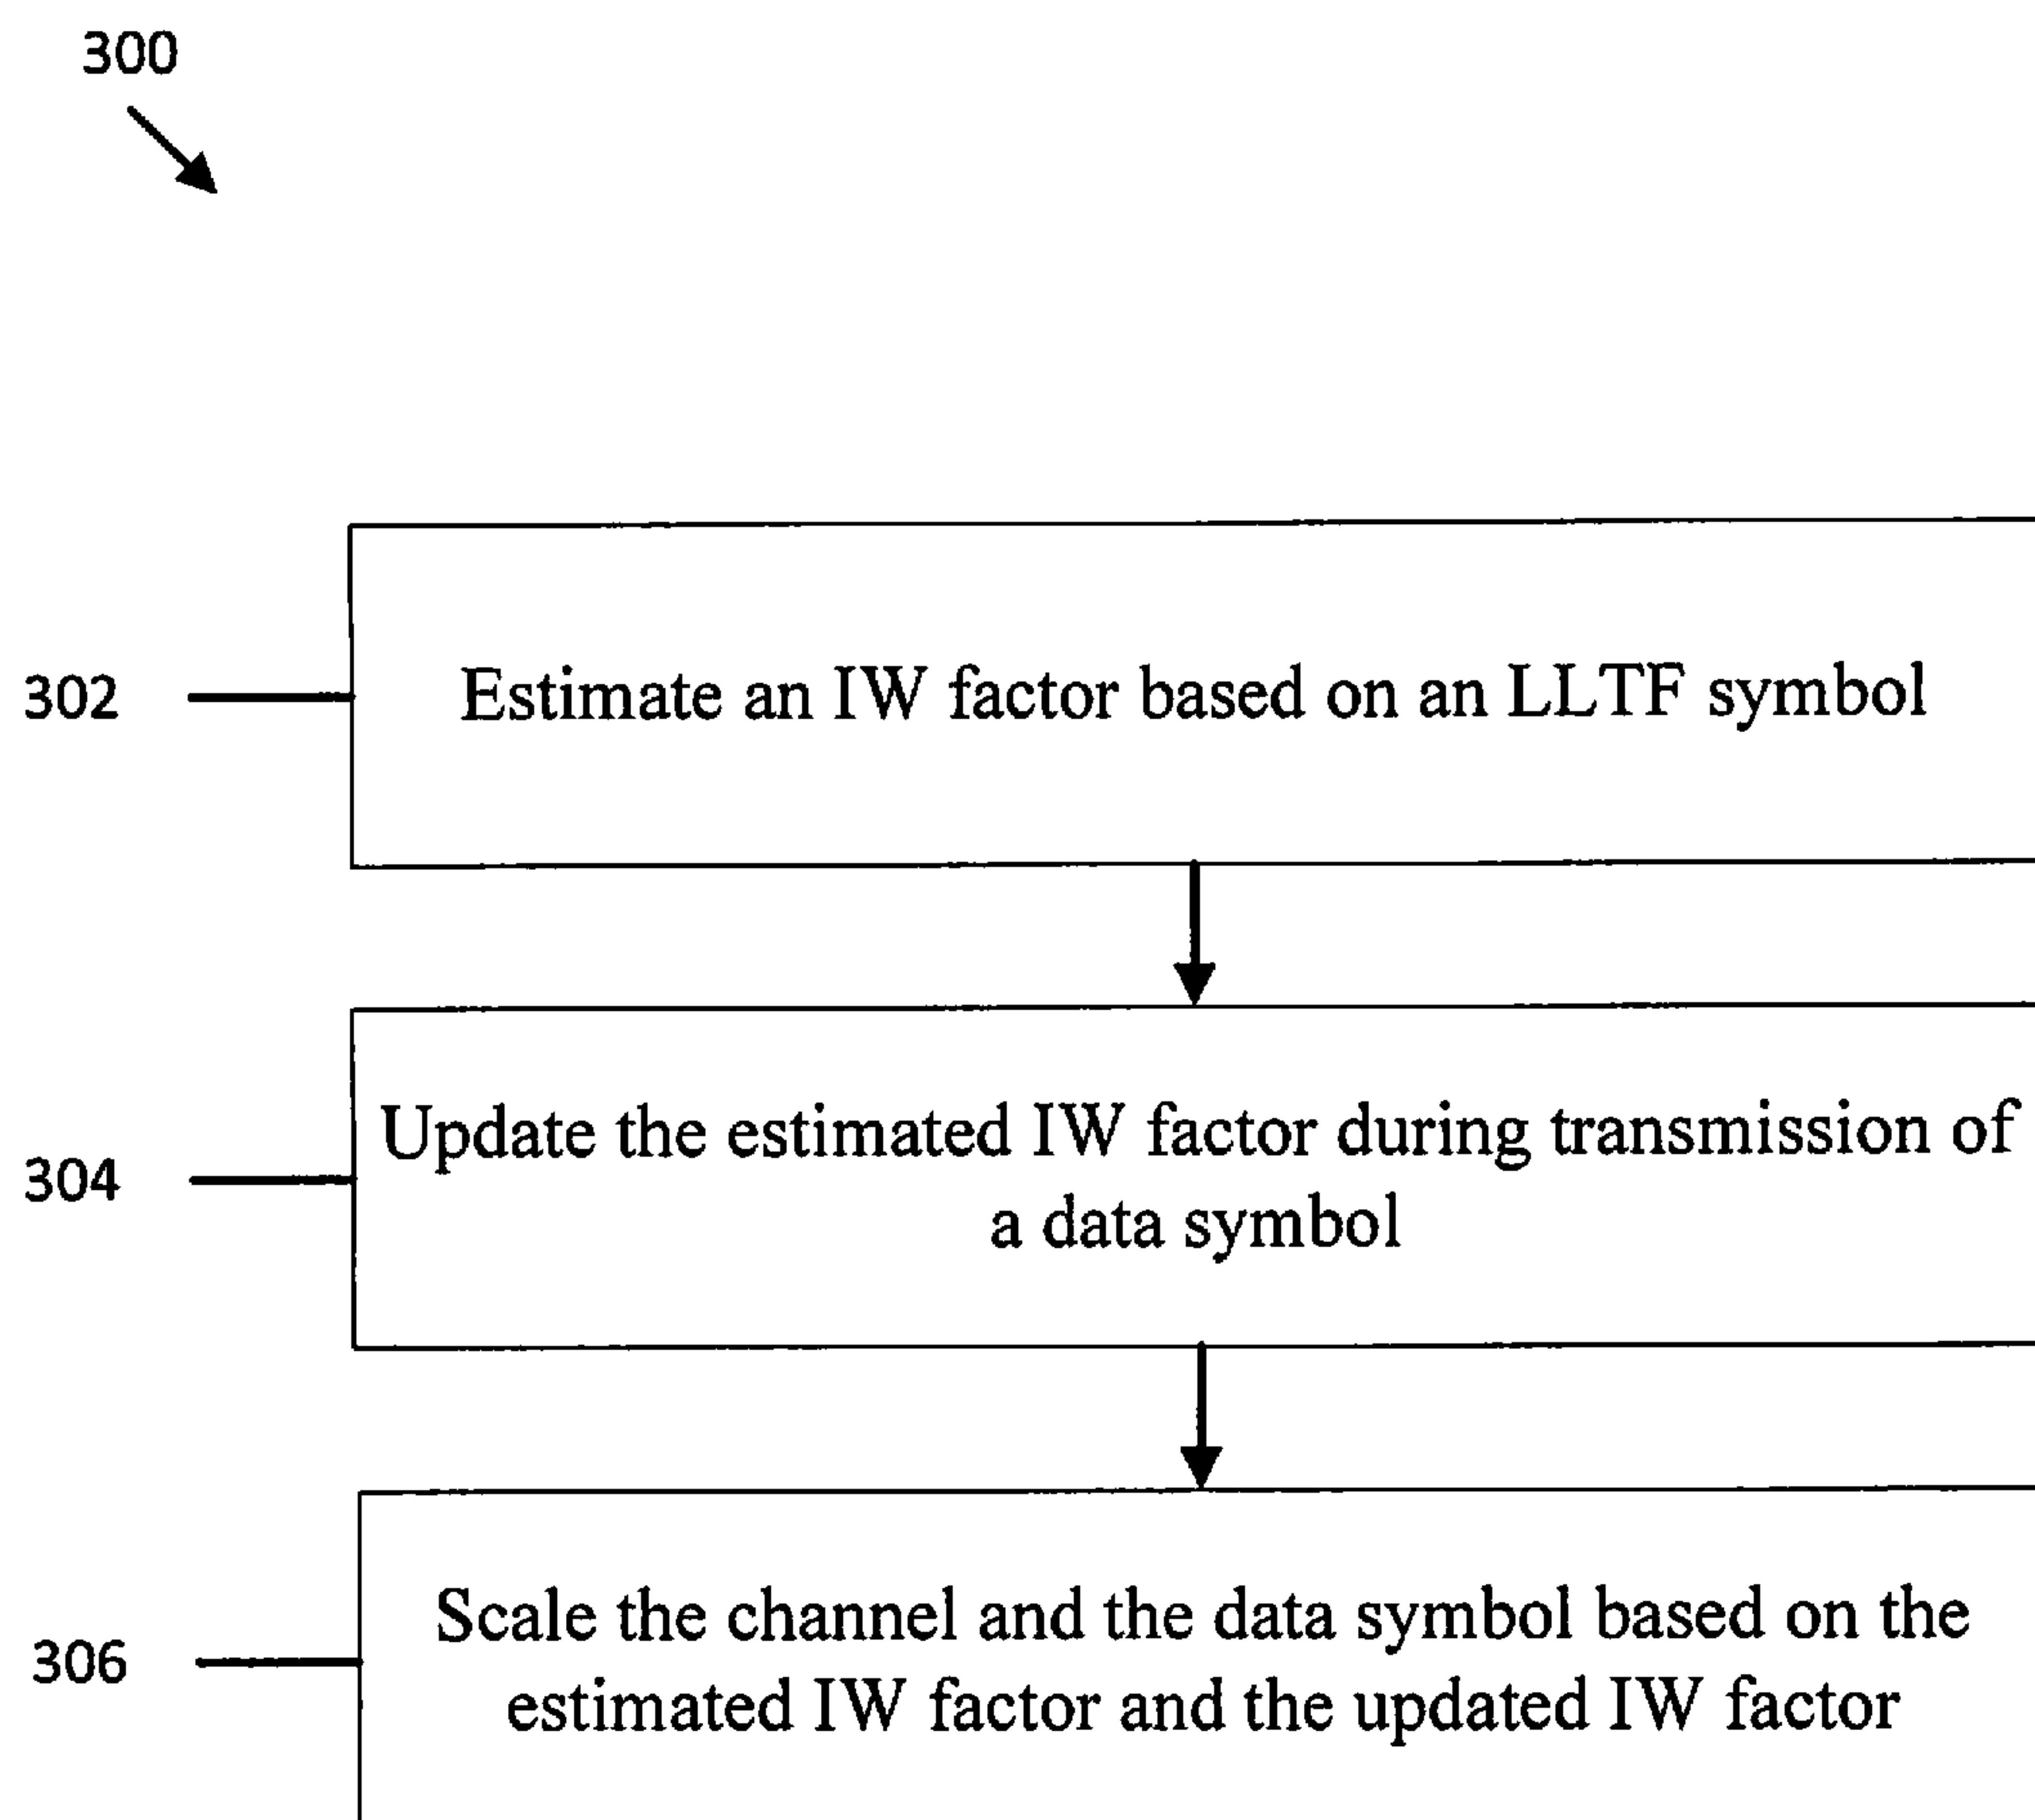 300
302
Estimate an IW factor based on an LLTF symbol
304
Update the estimated IW factor during transmission of
a data symbol
306
Scale the channel and the data symbol based on the
estimated IW factor and the updated IW factor